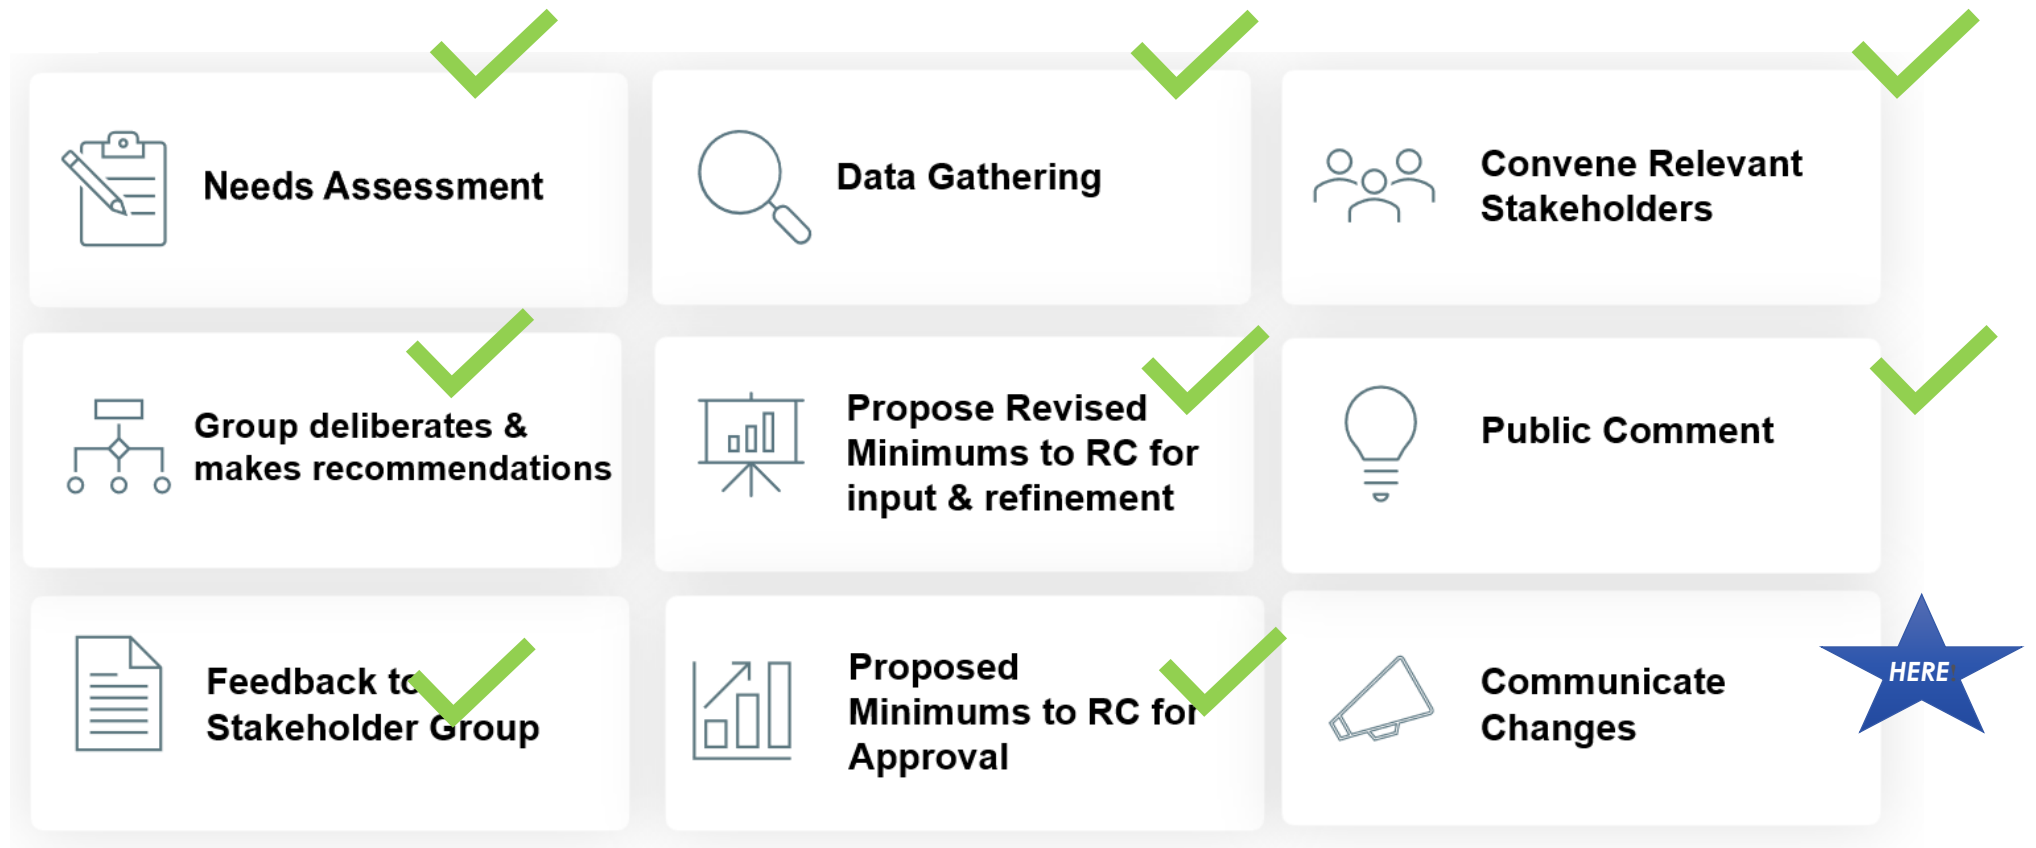 Needs Assessment
Data Gathering
Convene Relevant
Stakeholders
Group deliberates &
makes recommendations
Propose Revised
Minimums to RC for
input & refinement
Public Comment
Feedback to
Stakeholder Group
Proposed
Minimums to RC for
Approval
Communicate
Changes
HERE